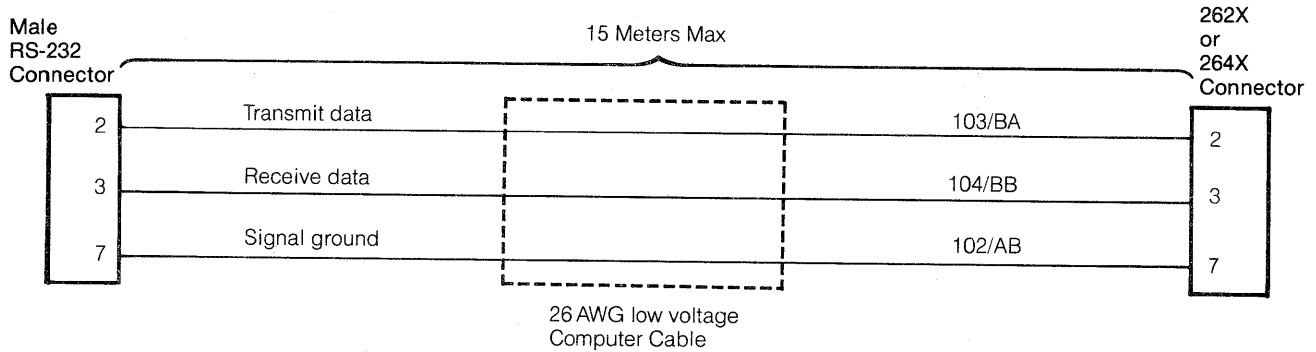 Male
RS-232
Connector
15 Meters Max
262X
or
264X
Connector
2
Transmit data
103/BA
2
3
Receive data
104/BB
3
7
Signal ground
102/AB
7
26 AWG low voltage
Computer Cable